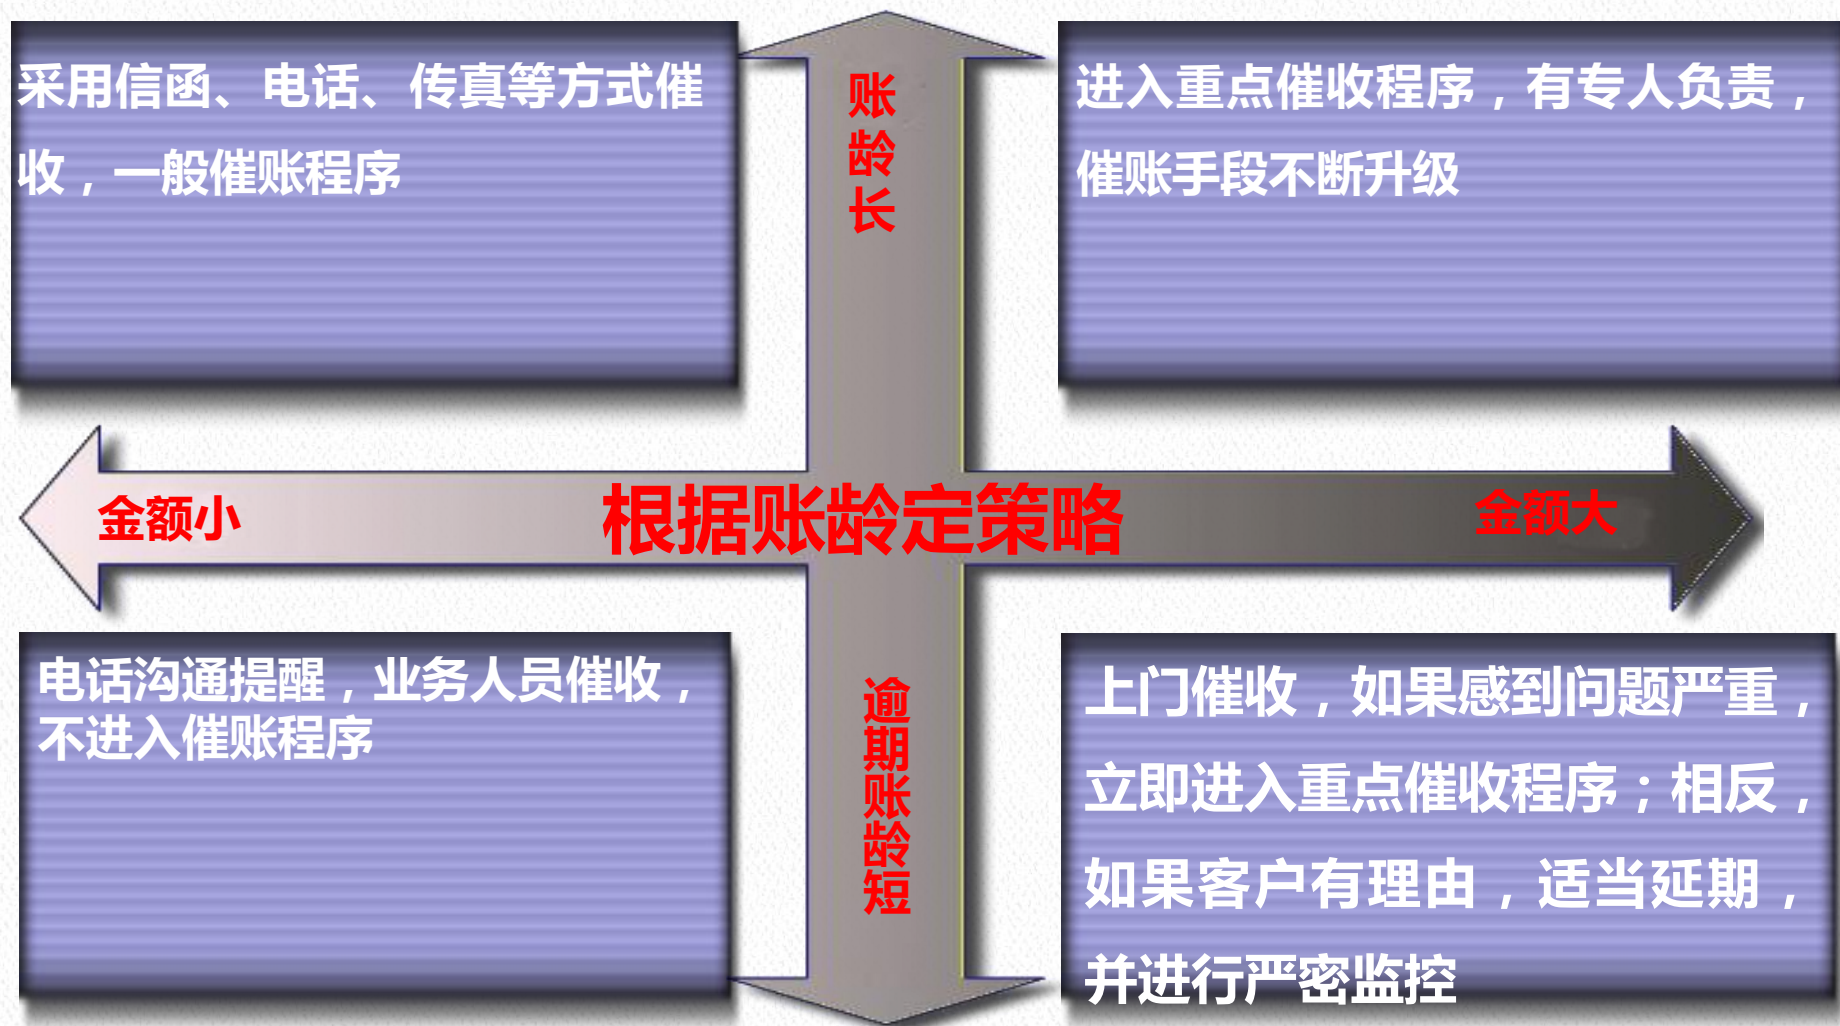 采用信函、电话、传真等方式催
收，一般催账程序
账
龄
长
进入重点催收程序，有专人负责，
催账手段不断升级
金额小
根据账龄定策略
金额大
电话沟通提醒，业务人员催收，
不进入催账程序
逾
期
账
龄
短
上门催收，如果感到问题严重，
立即进入重点催收程序；相反，
如果客户有理由，适当延期，
并进行严密监控